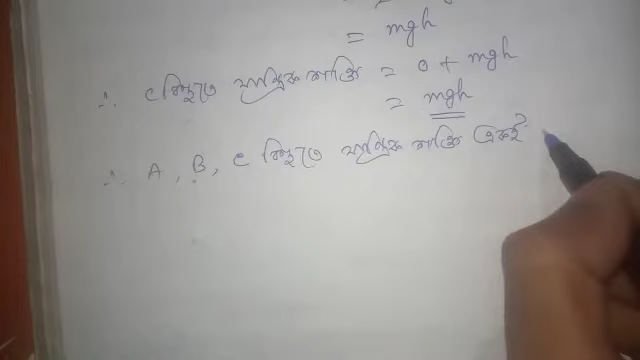 = mgh
∴ C বিন্দুতে যান্ত্রিক শক্তি = 0 + mgh
= mgh
∴ A, B, C বিন্দুতে যান্ত্রিক শক্তি একই